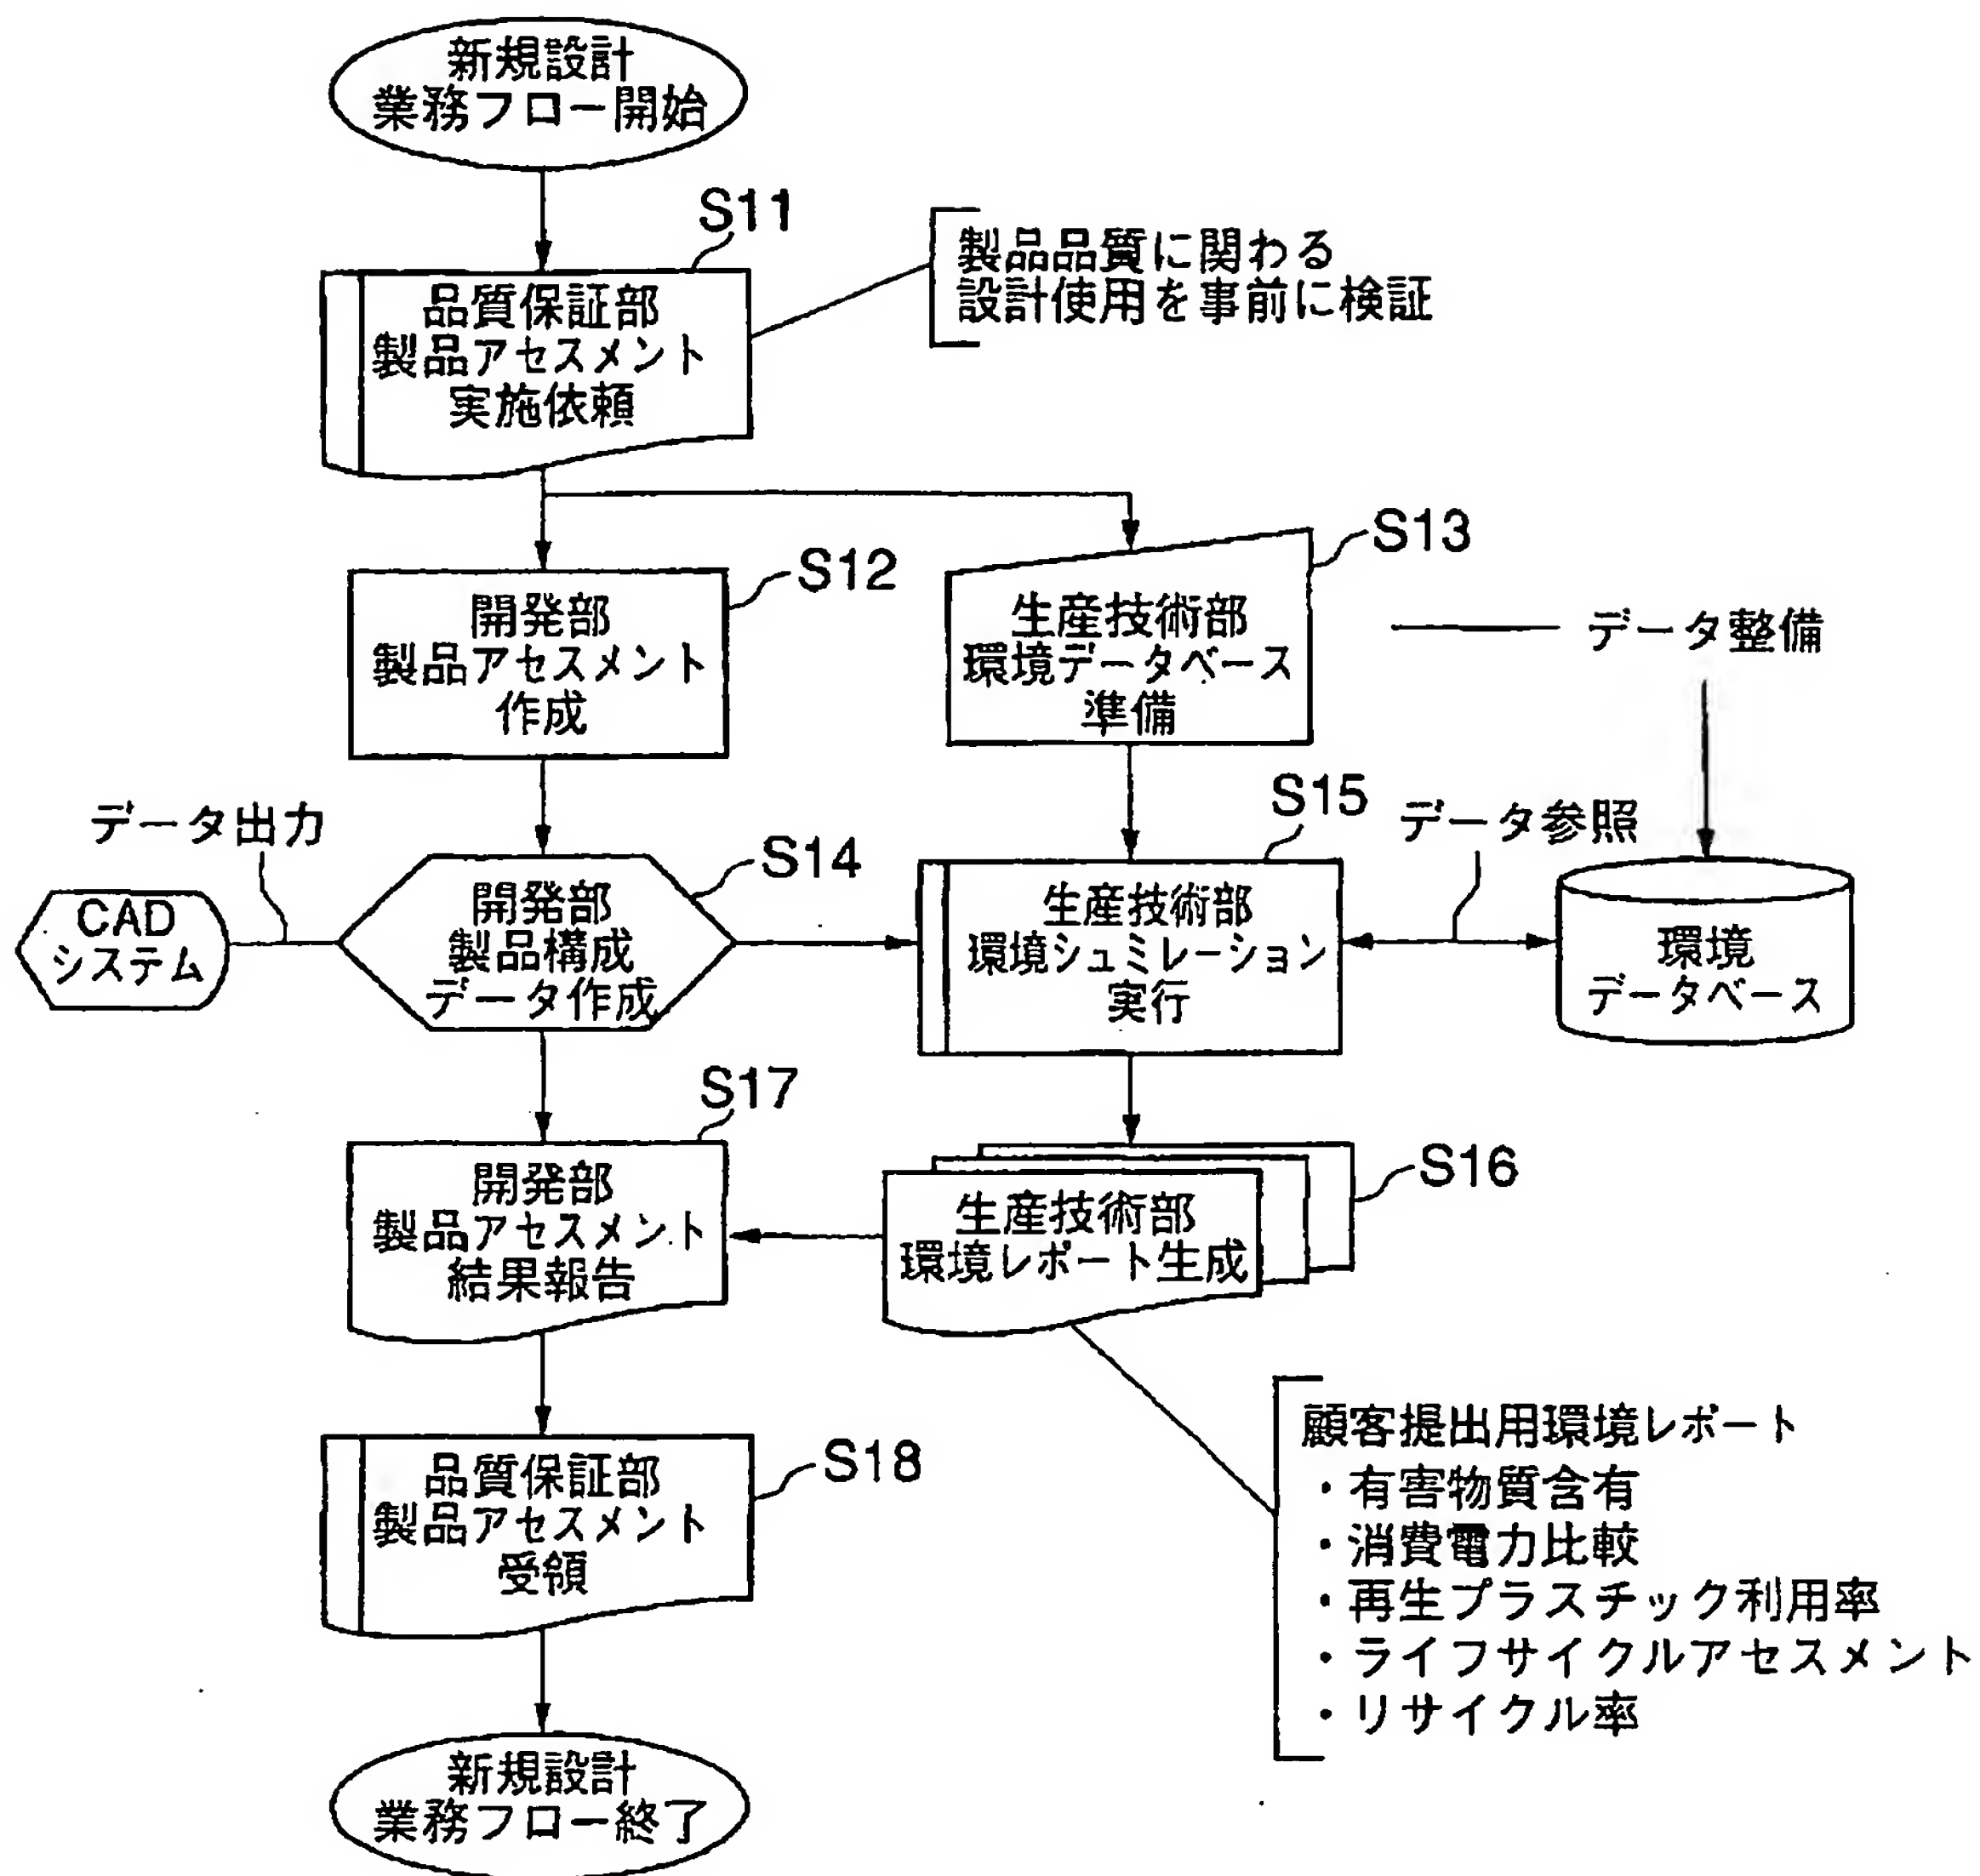 新規設計
業務フロー開始
S11
製品品質に関わる
設計使用を事前に検証
品質保証部
製品アセスメント
実施依頼
S12
S13
開発部
製品アセスメント
作成
生産技術部
環境データベース
準備
データ整備
データ出力
S14
S15
データ参照
CAD
システム
開発部
製品構成
データ作成
生産技術部
環境シュミレーション
実行
環境
データベース
S17
S16
開発部
製品アセスメント
結果報告
生産技術部
環境レポート生成
顧客提出用環境レポート
・有害物質含有
・消費電力比較
・再生プラスチック利用率
・ライフサイクルアセスメント
・リサイクル率
S18
品質保証部
製品アセスメント
受領
新規設計
業務フロー終了